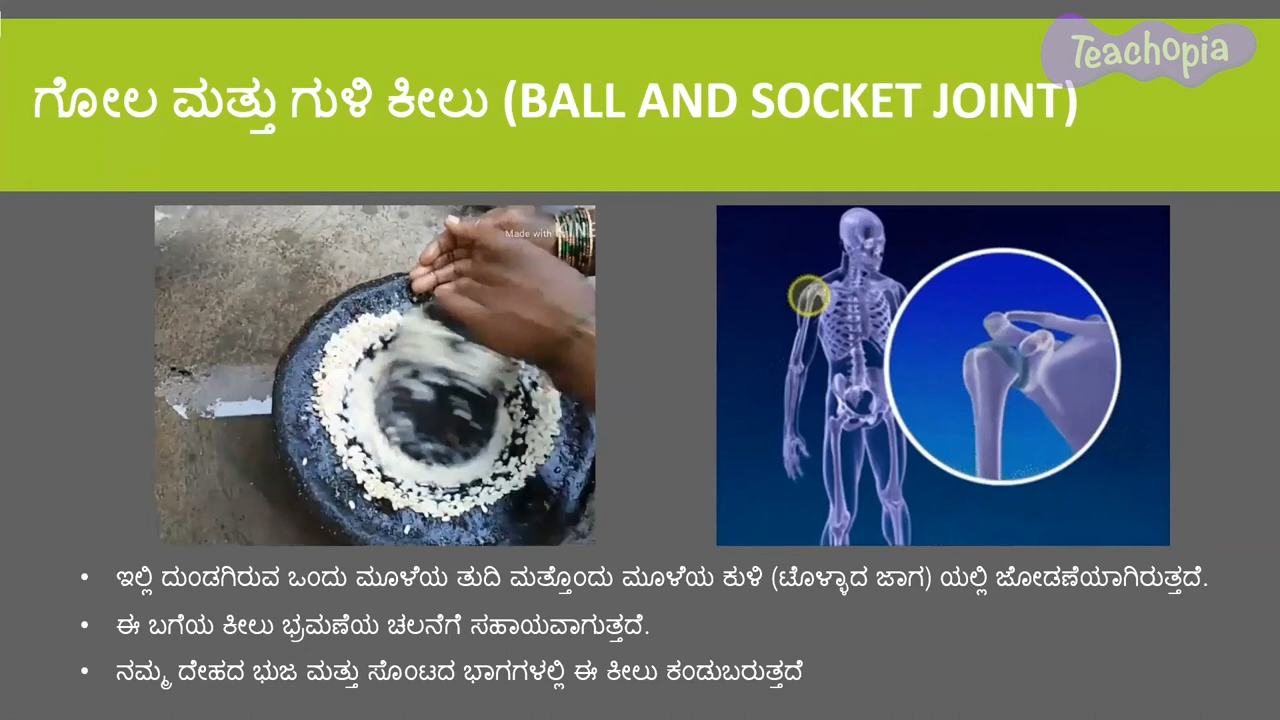 Teachopia
ಗೋಲ ಮತ್ತು ಗುಳಿ ಕೀಲು (BALL AND SOCKET JOINT)
Made with
• ಇಲ್ಲಿ ದುಂಡಗಿರುವ ಒಂದು ಮೂಳೆಯ ತುದಿ ಮತ್ತೊಂದು ಮೂಳೆಯ ಕುಳಿ (ಟೊಳ್ಳಾದ ಜಾಗ) ಯಲ್ಲಿ ಜೋಡಣೆಯಾಗಿರುತ್ತದೆ.
• ಈ ಬಗೆಯ ಕೀಲು ಭ್ರಮಣೆಯ ಚಲನೆಗೆ ಸಹಾಯವಾಗುತ್ತದೆ.
• ನಮ್ಮ ದೇಹದ ಭುಜ ಮತ್ತು ಸೊಂಟದ ಭಾಗಗಳಲ್ಲಿ ಈ ಕೀಲು ಕಂಡುಬರುತ್ತದೆ